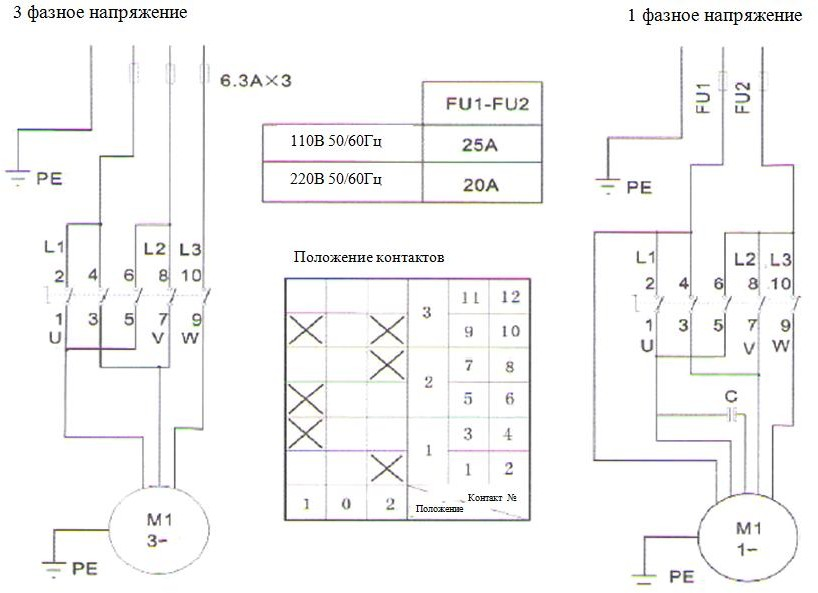 3 фазное напряжение
1 фазное напряжение
6.3A×3
PE
L1 L2 L3
2 4 6 8 10
1 3 5 7 9
U V W
M1
3~
PE
FU1-FU2
110В 50/60Гц 25A
220В 50/60Гц 20A
Положение контактов
3 11 12
9 10
2 7 8
5 6
1 3 4
1 2
1 0 2
Контакт №
Положение
FU1 FU2
PE
L1 L2 L3
2 4 6 8 10
1 3 5 7 9
U V W
C
M1
1~
PE